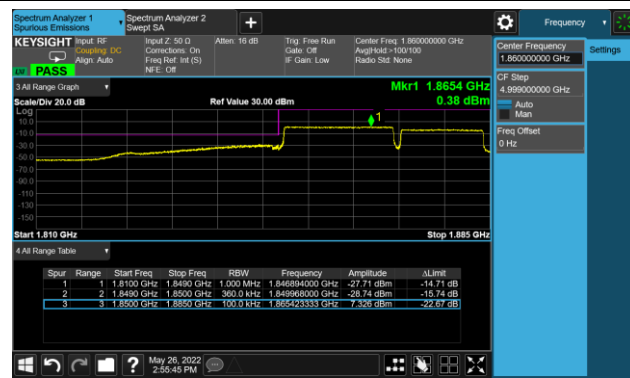 Spectrum Analyzer 1
Spurious Emissions
Spectrum Analyzer 2
Swept SA
+
Frequency
KEYSIGHT
Input: RF
Coupling: DC
Align: Auto
Input Z: 50 Ω
Corrections: On
Freq Ref: Int (S)
NFE: Off
Atten: 16 dB
Trig: Free Run
Gate: Off
IF Gain: Low
Center Freq: 1.860000000 GHz
Avg|Hold:>100/100
Radio Std: None
PASS
Center Frequency
1.860000000 GHz
Settings
CF Step
4.999000000 GHz
Auto
Man
Freq Offset
0 Hz
3 All Range Graph
Scale/Div 20.0 dB
Ref Value 30.00 dBm
Mkr1 1.8654 GHz
0.38 dBm
Log
10.0
-10.0
-30.0
-50.0
-70.0
-90.0
-110
-130
-150
1
Start 1.810 GHz
Stop 1.885 GHz
4 All Range Table
Spur Range Start Freq Stop Freq RBW Frequency Amplitude ΔLimit
1 1 1.8100 GHz 1.8490 GHz 1.000 MHz 1.846894000 GHz -27.71 dBm -14.71 dB
2 2 1.8490 GHz 1.8500 GHz 360.0 kHz 1.849968000 GHz -28.74 dBm -15.74 dB
3 3 1.8500 GHz 1.8850 GHz 100.0 kHz 1.865423333 GHz 7.326 dBm -22.67 dB
?
May 26, 2022
2:55:45 PM